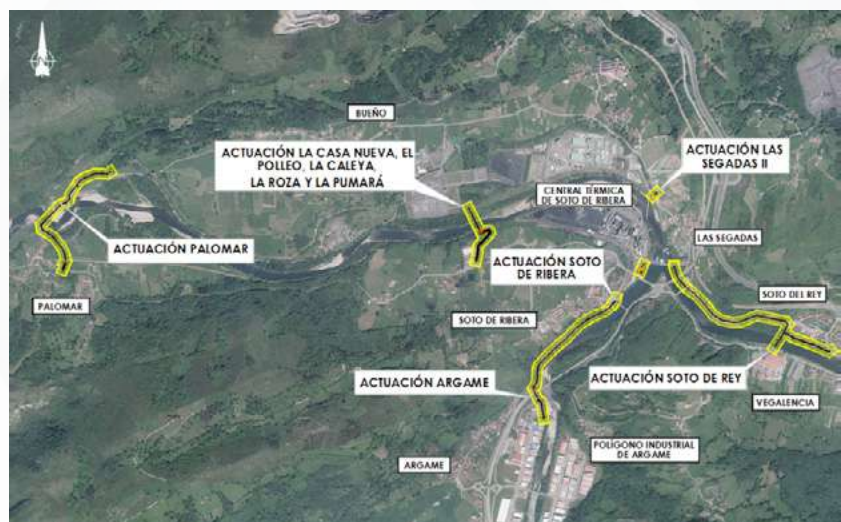 BUEÑO
ACTUACIÓN LA CASA NUEVA, EL
POLLEO, LA CALEYA,
LA ROZA Y LA PUMARÁ
ACTUACIÓN LAS
SEGADAS II
CENTRAL TÉRMICA
DE SOTO DE RIBERA
ACTUACIÓN PALOMAR
LAS SEGADAS
ACTUACIÓN SOTO
DE RIBERA
SOTO DEL REY
PALOMAR
SOTO DE RIBERA
ACTUACIÓN ARGAME
ACTUACIÓN SOTO DE REY
VEGALENCIA
POLÍGONO INDUSTRIAL
DE ARGAME
ARGAME